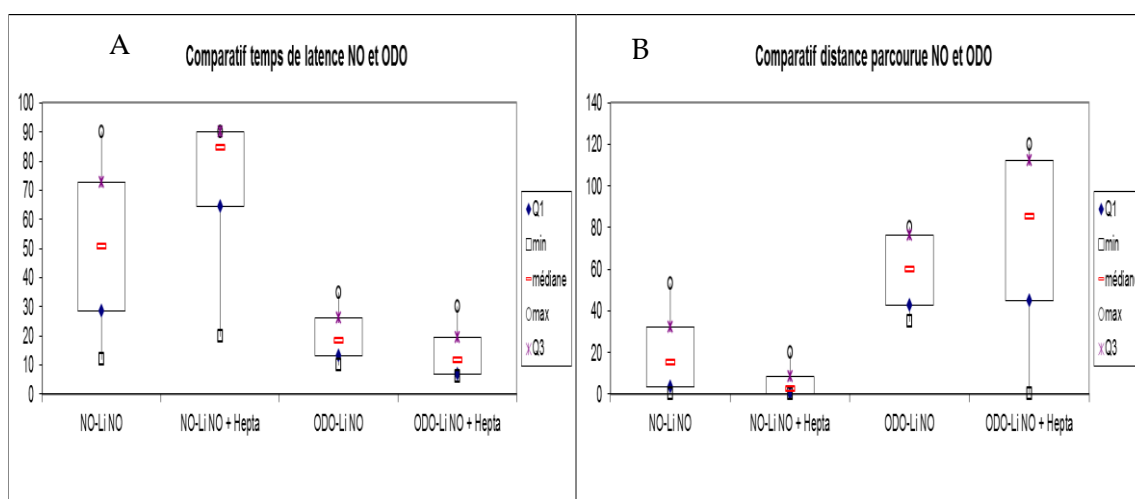 A
Comparatif temps de latence NO et ODO
100
90
80
70
60
50
40
30
20
10
0
NO-Li NO
NO-Li NO + Hepta
ODO-Li NO
ODO-Li NO + Hepta
Q1
min
médiane
max
Q3
B
Comparatif distance parcourue NO et ODO
140
120
100
80
60
40
20
0
NO-Li NO
NO-Li NO + Hepta
ODO-Li NO
ODO-Li NO + Hepta
Q1
min
médiane
max
Q3